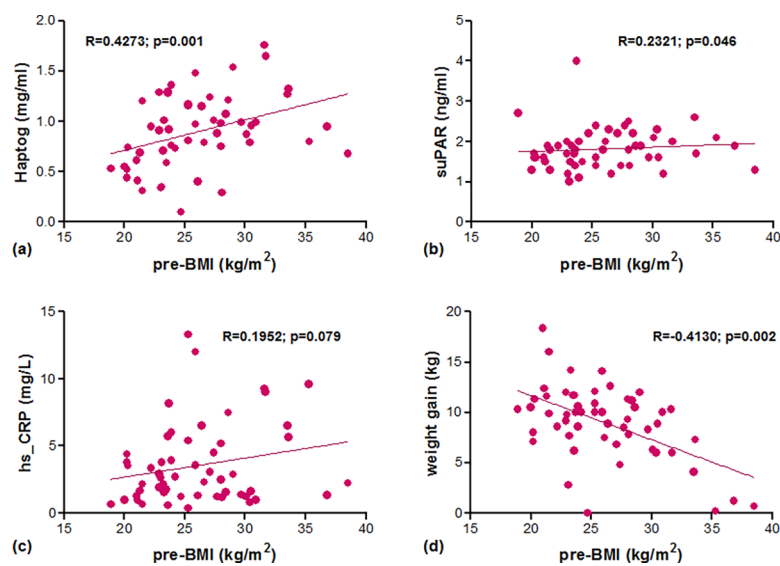 R=0.4273; p=0.001
Haptog (mg/ml)
2.0
1.5
1.0
0.5
0.0
15 20 25 30 35 40
(a)
pre-BMI (kg/m²)
R=0.2321; p=0.046
suPAR (ng/ml)
5
4
3
2
1
0
15 20 25 30 35 40
(b)
pre-BMI (kg/m²)
R=0.1952; p=0.079
hs_CRP (mg/L)
15
10
5
0
15 20 25 30 35 40
(c)
pre-BMI (kg/m²)
R=-0.4130; p=0.002
weight gain (kg)
20
15
10
5
0
15 20 25 30 35 40
(d)
pre-BMI (kg/m²)